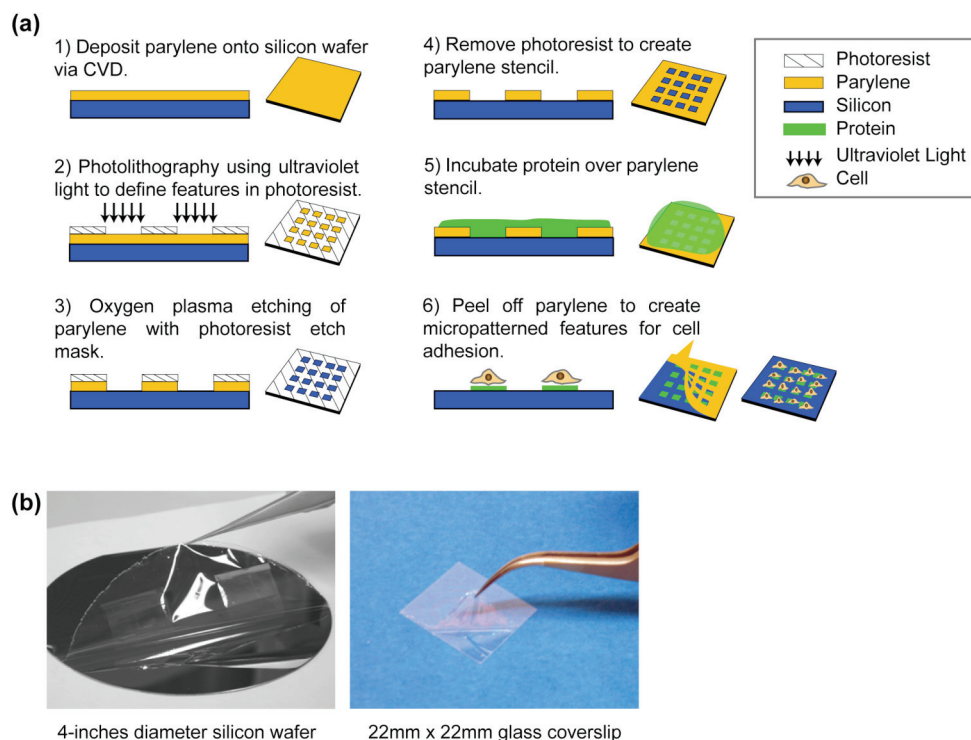 (a)
1) Deposit parylene onto silicon wafer
via CVD.
2) Photolithography using ultraviolet
light to define features in photoresist.
3) Oxygen plasma etching of
parylene with photoresist etch
mask.
4) Remove photoresist to create
parylene stencil.
5) Incubate protein over parylene
stencil.
6) Peel off parylene to create
micropatterned features for cell
adhesion.
Photoresist
Parylene
Silicon
Protein
Ultraviolet Light
Cell
(b)
4-inches diameter silicon wafer
22mm x 22mm glass coverslip